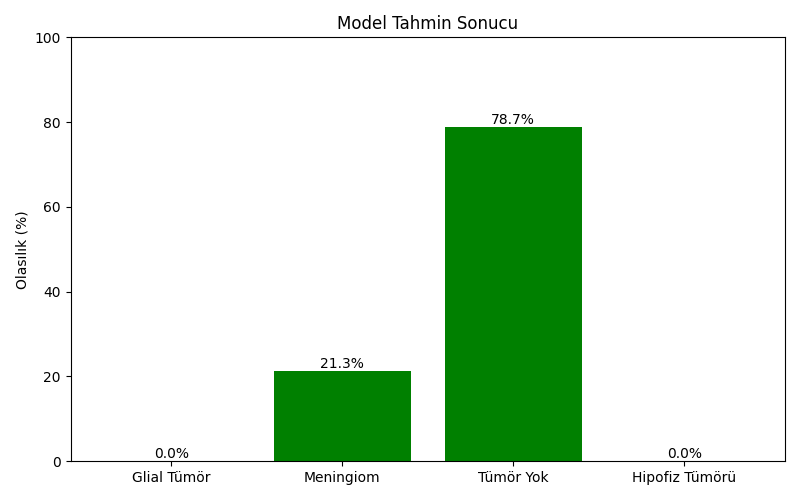 Model Tahmin Sonucu
Olasılık (%)
100
80
60
40
20
0
0.0%
21.3%
78.7%
0.0%
Glial Tümör
Meningiom
Tümör Yok
Hipofiz Tümörü